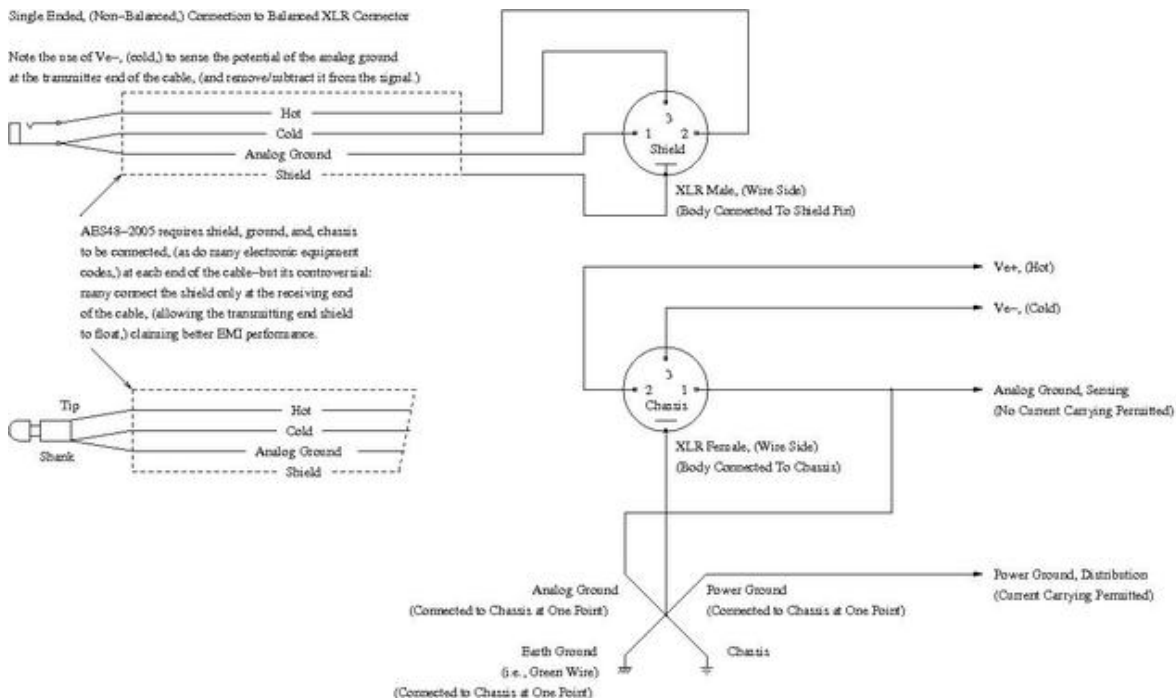 Single Ended, (Non-Balanced,) Connection to Balanced XLR Connector
Note the use of Ve-, (cold,) to sense the potential of the analog ground
at the transmitter end of the cable, (and remove/subtract it from the signal.)
Hot
Cold
Analog Ground
Shield
3
1 2
Shield
XLR Male, (Wire Side)
(Body Connected To Shield Pin)
AES48-2005 requires shield, ground, and, chassis
to be connected, (as do many electronic equipment
codes,) at each end of the cable-but its controversial:
many connect the shield only at the receiving end
of the cable, (allowing the transmitting end shield
to float,) claiming better EMI performance.
Ve+, (Hot)
Ve-, (Cold)
3
2 1
Chassis
Analog Ground, Sensing
(No Current Carrying Permitted)
XLR Female, (Wire Side)
(Body Connected To Chassis)
Tip
Shank
Hot
Cold
Analog Ground
Shield
Analog Ground
(Connected to Chassis at One Point)
Power Ground
(Connected to Chassis at One Point)
Power Ground, Distribution
(Current Carrying Permitted)
Earth Ground
(i.e., Green Wire)
(Connected to Chassis at One Point)
Chassis